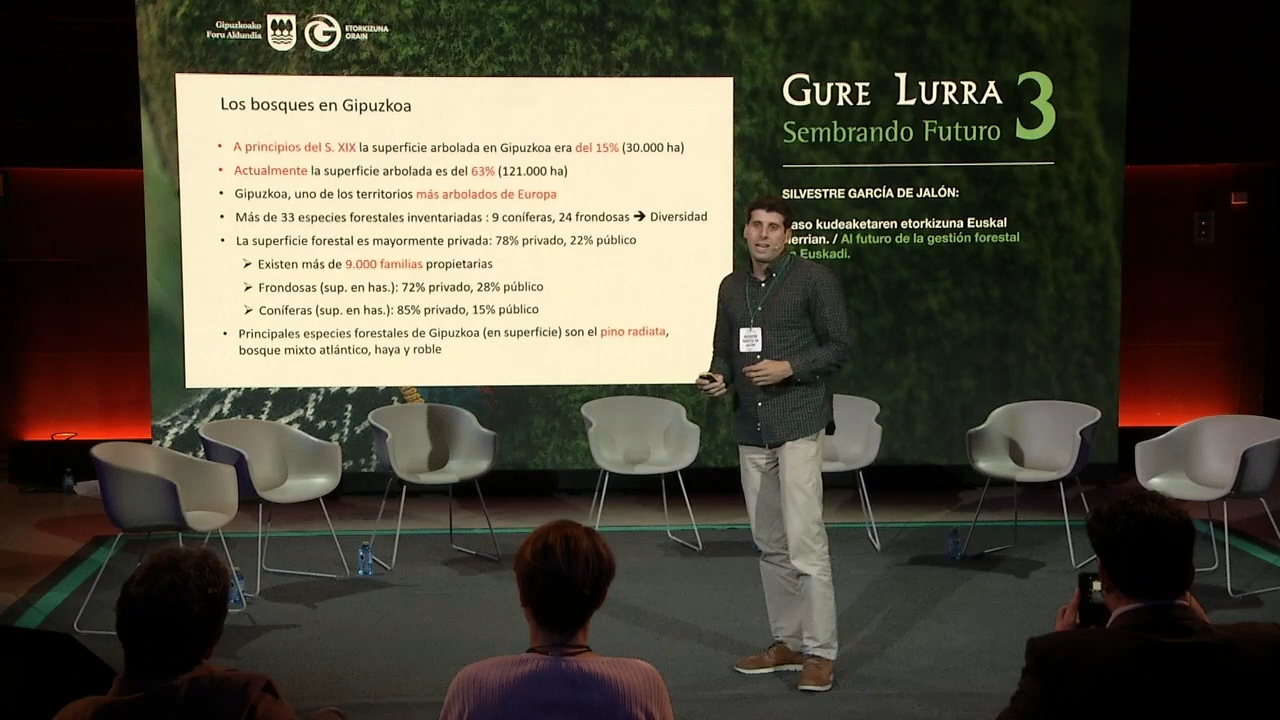 Gipuzkoako
Foru Aldundia
ETORKIZUNA
ORAIN
Los bosques en Gipuzkoa
• A principios del S. XIX la superficie arbolada en Gipuzkoa era del 15% (30.000 ha)
• Actualmente la superficie arbolada es del 63% (121.000 ha)
• Gipuzkoa, uno de los territorios más arbolados de Europa
• Más de 33 especies forestales inventariadas : 9 coníferas, 24 frondosas ➔ Diversidad
• La superficie forestal es mayormente privada: 78% privado, 22% público
➢ Existen más de 9.000 familias propietarias
➢ Frondosas (sup. en has.): 72% privado, 28% público
➢ Coníferas (sup. en has.): 85% privado, 15% público
• Principales especies forestales de Gipuzkoa (en superficie) son el pino radiata,
bosque mixto atlántico, haya y roble
GURE LURRA 3
Sembrando Futuro
SILVESTRE GARCÍA DE JALÓN:
kudeaketaren etorkizuna Euskal
/ Al futuro de la gestión forestal
Euskadi.